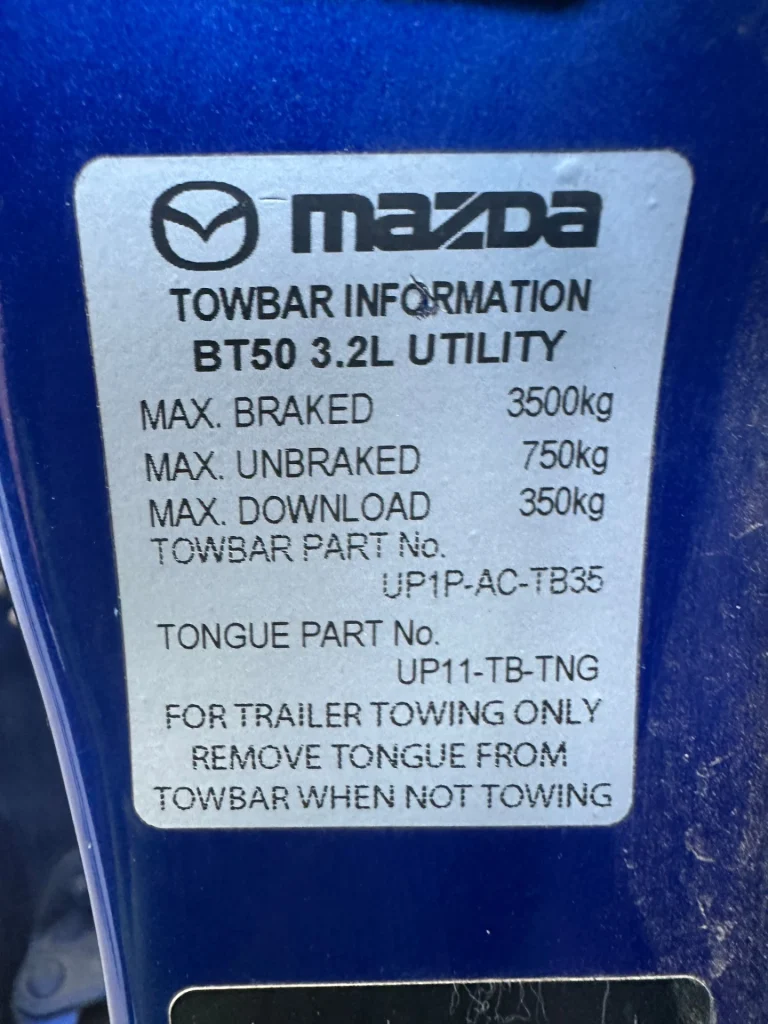 mazda
TOWBAR INFORMATION
BT50 3.2L UTILITY
MAX. BRAKED 3500kg
MAX. UNBRAKED 750kg
MAX. DOWNLOAD 350kg
TOWBAR PART No.
UP1P-AC-TB35
TONGUE PART No.
UP11-TB-TNG
FOR TRAILER TOWING ONLY
REMOVE TONGUE FROM
TOWBAR WHEN NOT TOWING